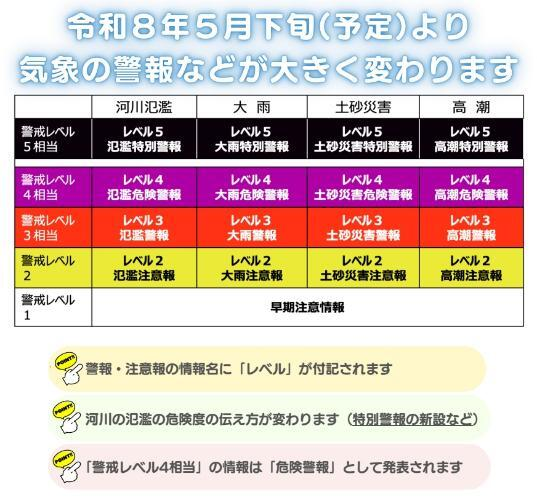 令和８年５月下旬(予定)より
気象の警報などが大きく変わります
河川氾濫 大 雨 土砂災害 高 潮
警戒レベル
５相当
レベル５
氾濫特別警報
レベル５
大雨特別警報
レベル５
土砂災害特別警報
レベル５
高潮特別警報
警戒レベル
４相当
レベル４
氾濫危険警報
レベル４
大雨危険警報
レベル４
土砂災害危険警報
レベル４
高潮危険警報
警戒レベル
３相当
レベル３
氾濫警報
レベル３
大雨警報
レベル３
土砂災害警報
レベル３
高潮警報
警戒レベル
２
レベル２
氾濫注意報
レベル２
大雨注意報
レベル２
土砂災害注意報
レベル２
高潮注意報
警戒レベル
１
早期注意情報
POINT!!
警報・注意報の情報名に「レベル」が付記されます
POINT!!
河川の氾濫の危険度の伝え方が変わります（特別警報の新設など）
POINT!!
「警戒レベル4相当」の情報は「危険警報」として発表されます